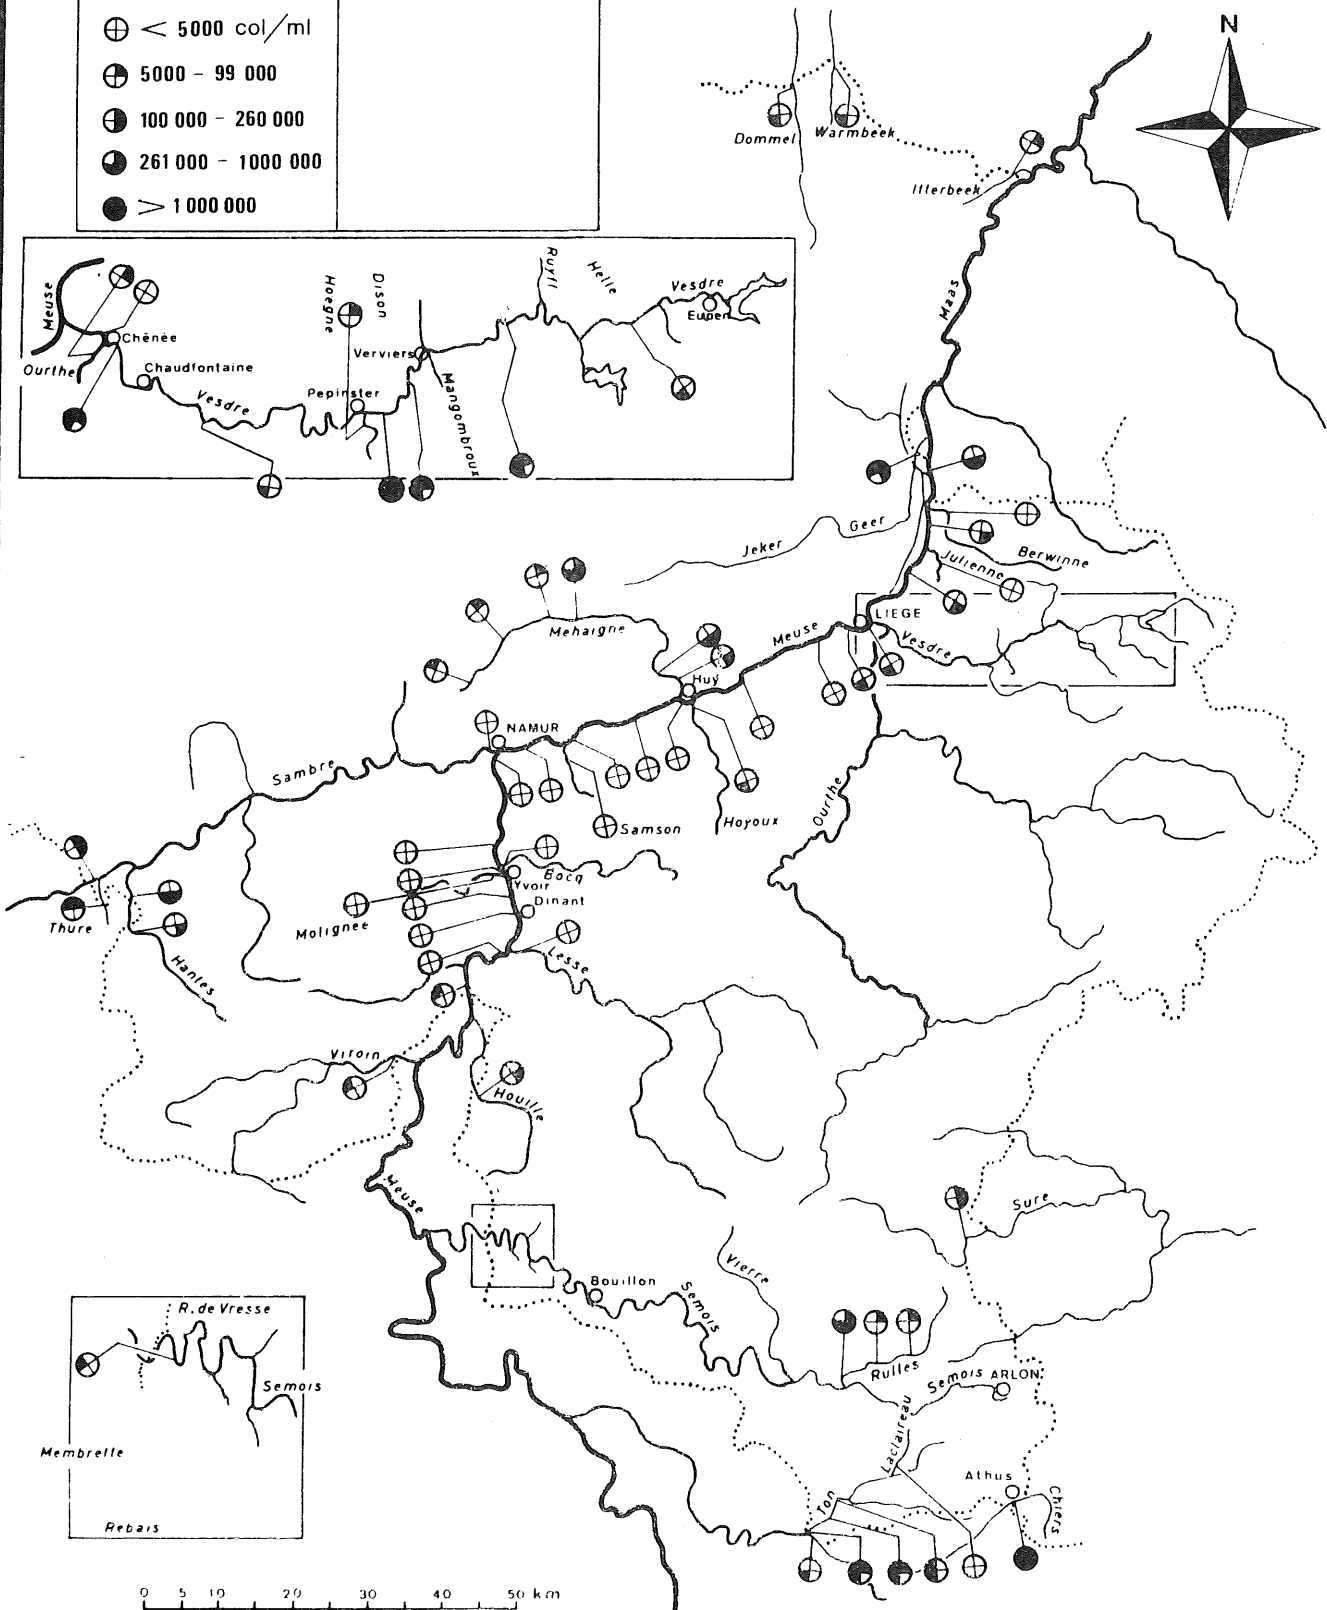 < 5000 col/ml
5000 - 99 000
100 000 - 260 000
261 000 - 1000 000
> 1 000 000
N
Dommel
Warmbeek
Itterbeek
Maas
Meuse
Ourthe
Chênée
Chaudfontaine
Vesdre
Hoegne
Dison
Pepinster
Verviers
Mangombroux
Ruyff
Helle
Vesdre
Eupen
Jeker
Geer
Berwinne
Julienne
LIEGE
Vesdre
Mehaigne
Meuse
Huy
NAMUR
Sambre
Samson
Hoyoux
Ourthe
Bocq
Yvoir
Dinant
Molignée
Thure
Hantes
Lesse
Viroin
Houille
Meuse
Sure
Bouillon
Semois
Vierre
Rulles
Semois
ARLON
R. de Vresse
Semois
Membrette
Rebais
Laclaireau
Ton
Athus
Chiers
0 5 10 20 30 40 50 km